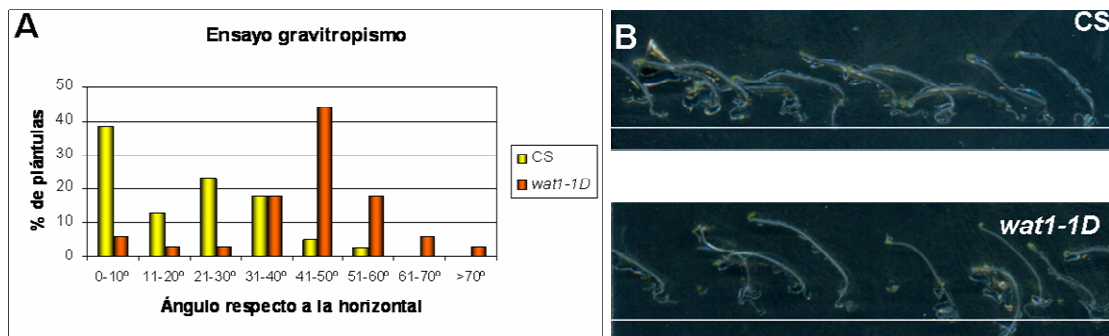 A
Ensayo gravitropismo
% de plántulas
50
40
30
20
10
0
0-10º
11-20º
21-30º
31-40º
41-50º
51-60º
61-70º
>70º
Ángulo respecto a la horizontal
CS
wat1-1D
B
CS
wat1-1D